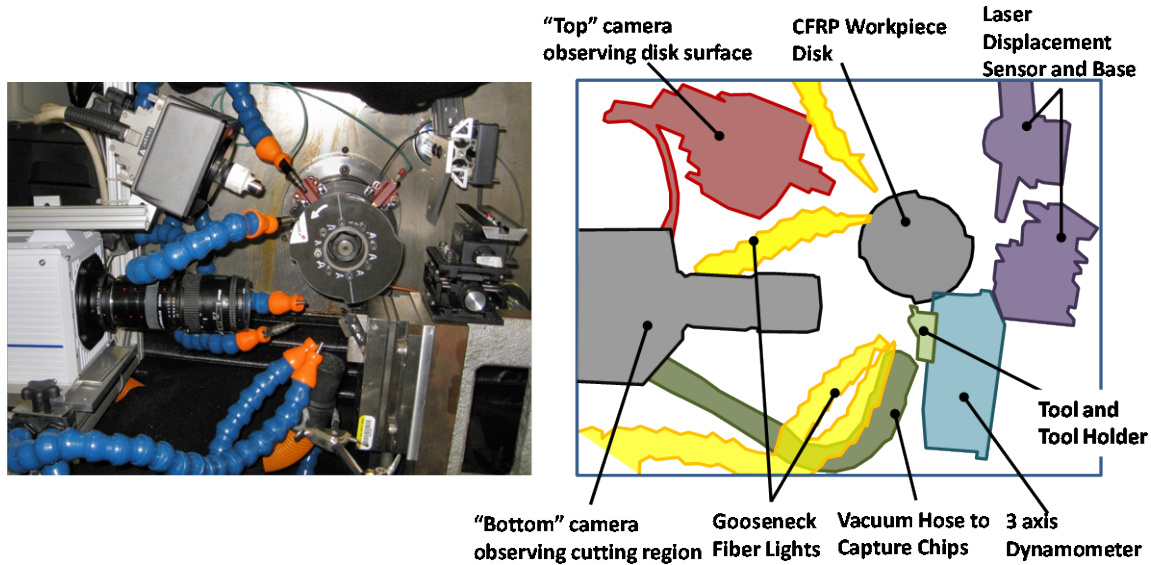 “Top” camera
observing disk surface
CFRP Workpiece
Disk
Laser
Displacement
Sensor and Base
A
A
A
A
A
A
A
Tool and
Tool Holder
“Bottom” camera
observing cutting region
Gooseneck
Fiber Lights
Vacuum Hose to
Capture Chips
3 axis
Dynamometer